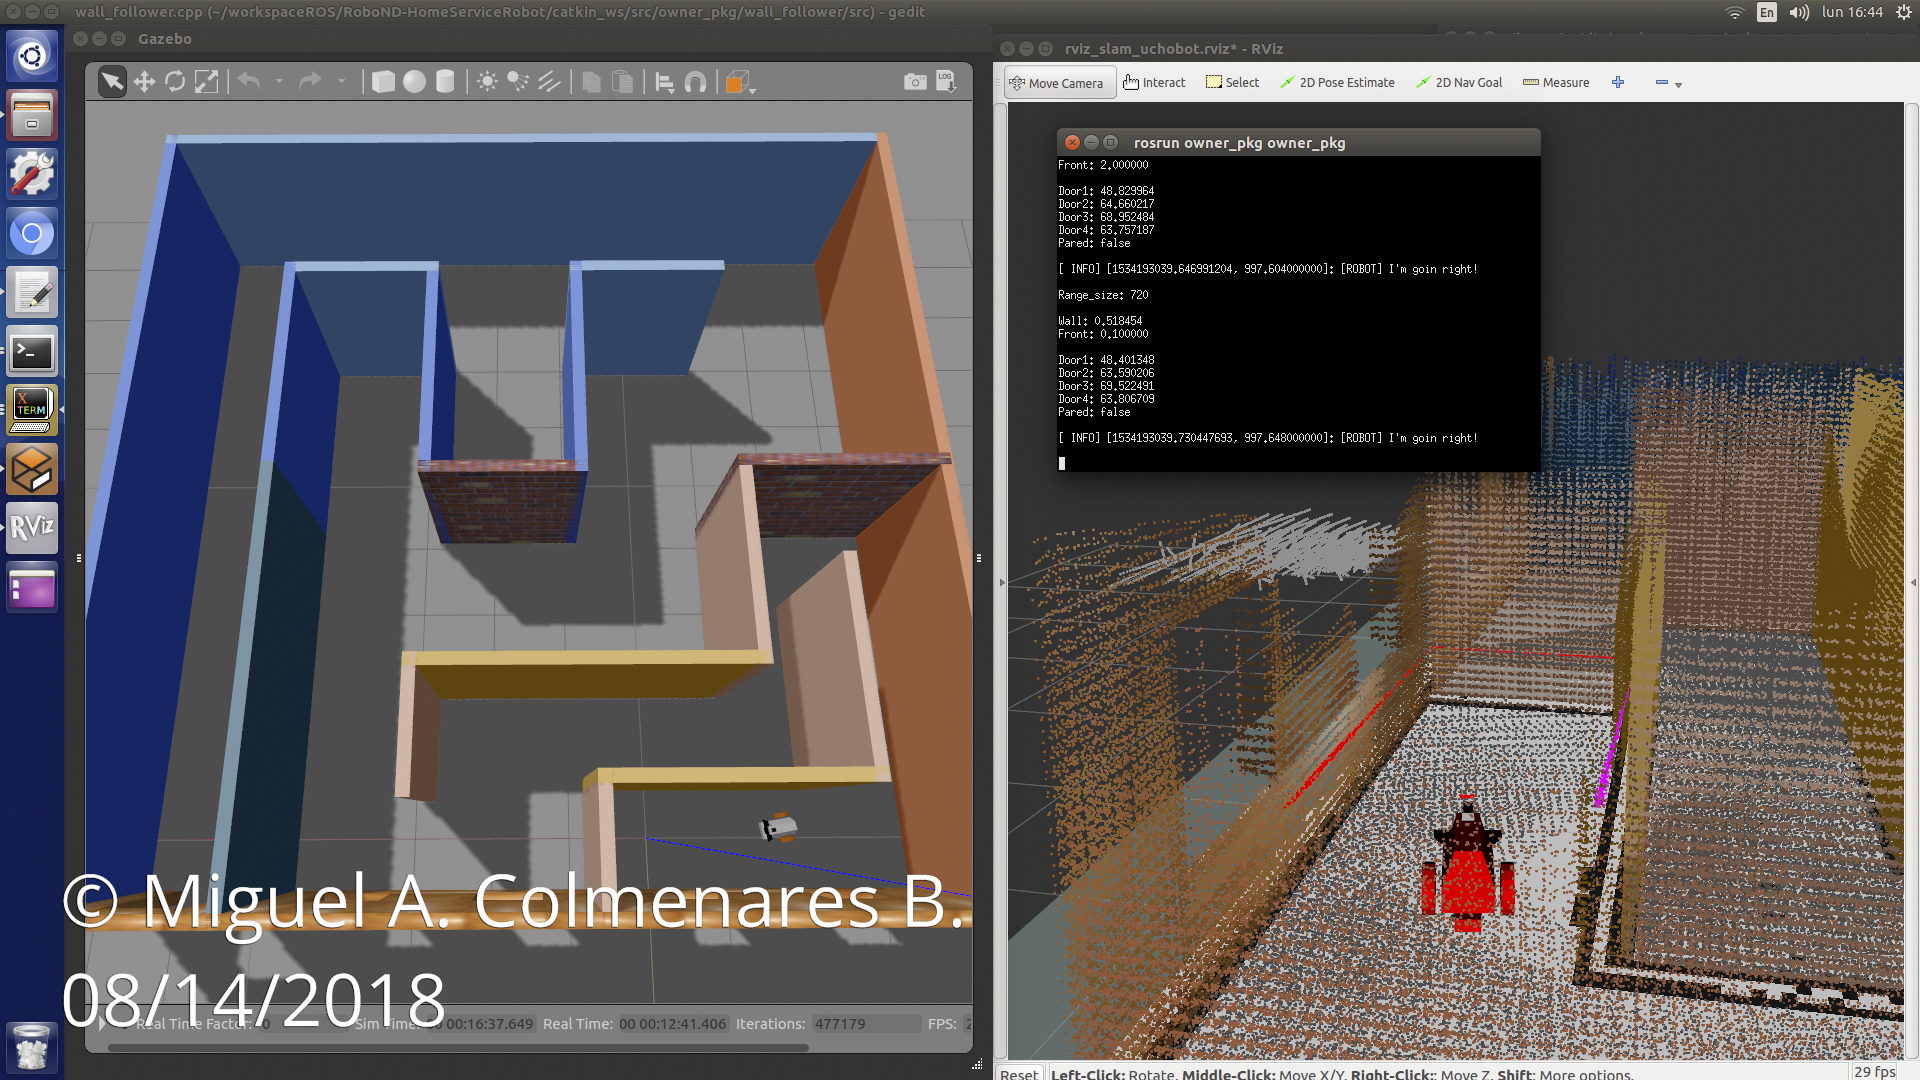 wall_follower.cpp (~/workspaceROS/RoboND-HomeServiceRobot/catkin_ws/src/owner_pkg/wall_follower/src) - gedit
En
lun 16:44
Gazebo
LOG
rviz_slam_uchobot.rviz* - RViz
Move Camera
Interact
Select
2D Pose Estimate
2D Nav Goal
Measure
rosrun owner_pkg owner_pkg
Front: 2.000000
Door1: 48.829964
Door2: 64.660217
Door3: 68.952484
Door4: 63.757187
Pared: false
[ INFO] [1534193039.646991204, 997.604000000]: [ROBOT] I'm goin right!
Range_size: 720
Wall: 0.518454
Front: 0.100000
Door1: 48.401348
Door2: 63.590206
Door3: 69.522491
Door4: 63.806709
Pared: false
[ INFO] [1534193039.730447693, 997.648000000]: [ROBOT] I'm goin right!
X
TERM
RViz
© Miguel A. Colmenares B.
08/14/2018
Real Time Factor: 0 Sim Time: 00:16:37.649 Real Time: 00 00:12:41.406 Iterations: 477179 FPS:
Reset
Left-Click: Rotate. Middle-Click: Move X/Y. Right-Click:: Move Z. Shift: More options.
29 fps